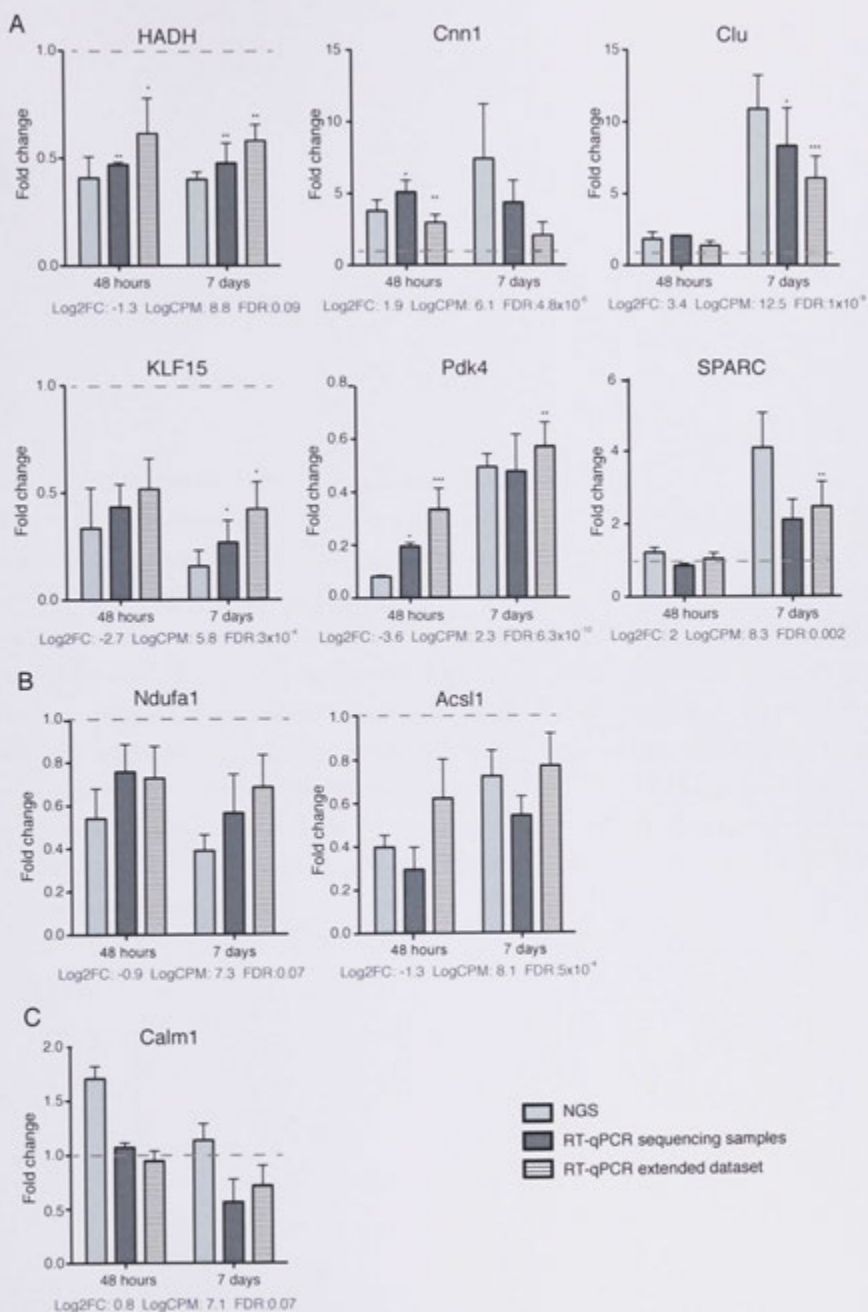 A
HADH
Fold change
1.0
0.5
0.0
** * ** **
48 hours 7 days
Log2FC: -1.3 LogCPM: 8.8 FDR:0.09
Cnn1
Fold change
15
10
5
0
* **
48 hours 7 days
Log2FC: 1.9 LogCPM: 6.1
Clu
Fold change
15
10
5
0
* ***
48 hours 7 days
Log2FC: 3.4 LogCPM: 12.5
KLF15
Fold change
1.0
0.5
0.0
* *
48 hours 7 days
Log2FC: -2.7 LogCPM: 5.8
Pdk4
Fold change
0.8
0.6
0.4
0.2
0.0
* *** **
48 hours 7 days
Log2FC: -3.6 LogCPM: 2.3 FDR:6.3x10⁻¹⁰
SPARC
Fold change
6
4
2
0
**
48 hours 7 days
Log2FC: 2 LogCPM: 8.3 FDR:0.002
B
Ndufa1
Fold change
1.0
0.8
0.6
0.4
0.2
0.0
48 hours 7 days
Log2FC: -0.9 LogCPM: 7.3 FDR:0.07
Acsl1
Fold change
1.0
0.8
0.6
0.4
0.2
0.0
48 hours 7 days
Log2FC: -1.3 LogCPM: 8.1
C
Calm1
Fold change
2.0
1.5
1.0
0.5
0.0
48 hours 7 days
Log2FC: 0.8 LogCPM: 7.1 FDR:0.07
NGS
RT-qPCR sequencing samples
RT-qPCR extended dataset